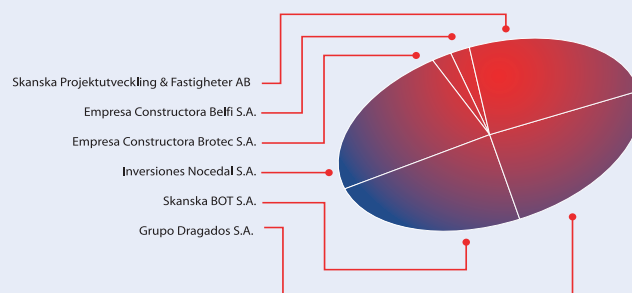 Skanska Projektutveckling & Fastigheter AB
Empresa Constructora Belfi S.A.
Empresa Constructora Brotec S.A.
Inversiones Nocedal S.A.
Skanska BOT S.A.
Grupo Dragados S.A.